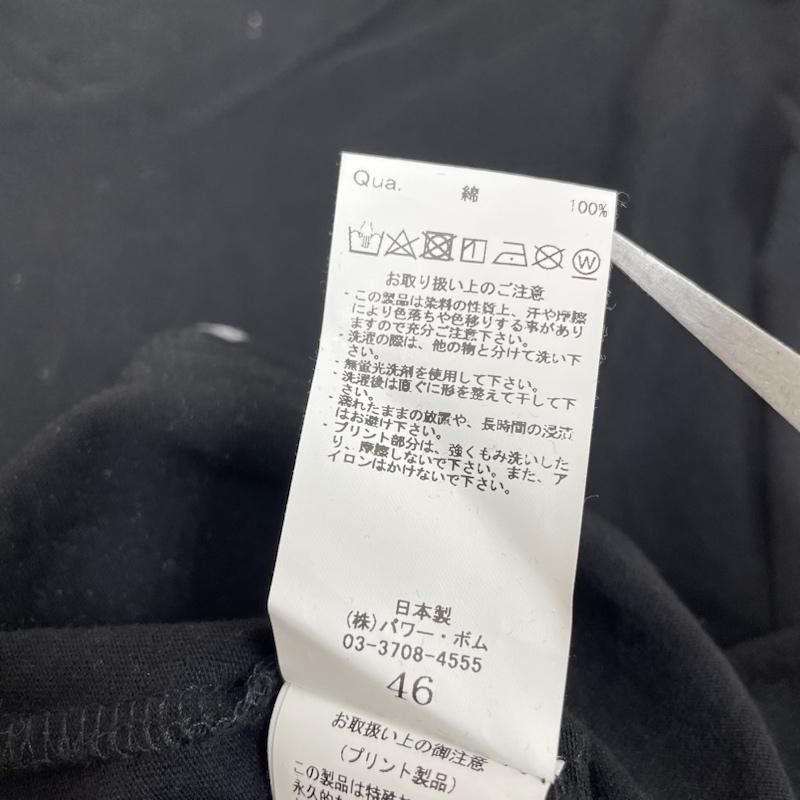 Qua. 綿 100%
W
お取り扱い上のご注意
・この製品は染料の性質上、汗や摩擦
により色落ちや色移りする事があり
ますので充分ご注意下さい。
・洗濯の際は、他の物と分けて洗い下
さい。
・無蛍光洗剤を使用して下さい。
・洗濯後は直ぐに形を整えて干して下
さい。
・濡れたままの放置や、長時間の浸漬
はお避け下さい。
・プリント部分は、強くもみ洗いした
り、摩擦しないで下さい。また、ア
イロンはかけないで下さい。
日本製
(株)パワー・ボム
03-3708-4555
46
お取扱い上の御注意
(プリント製品)
この製品は特殊
永久的